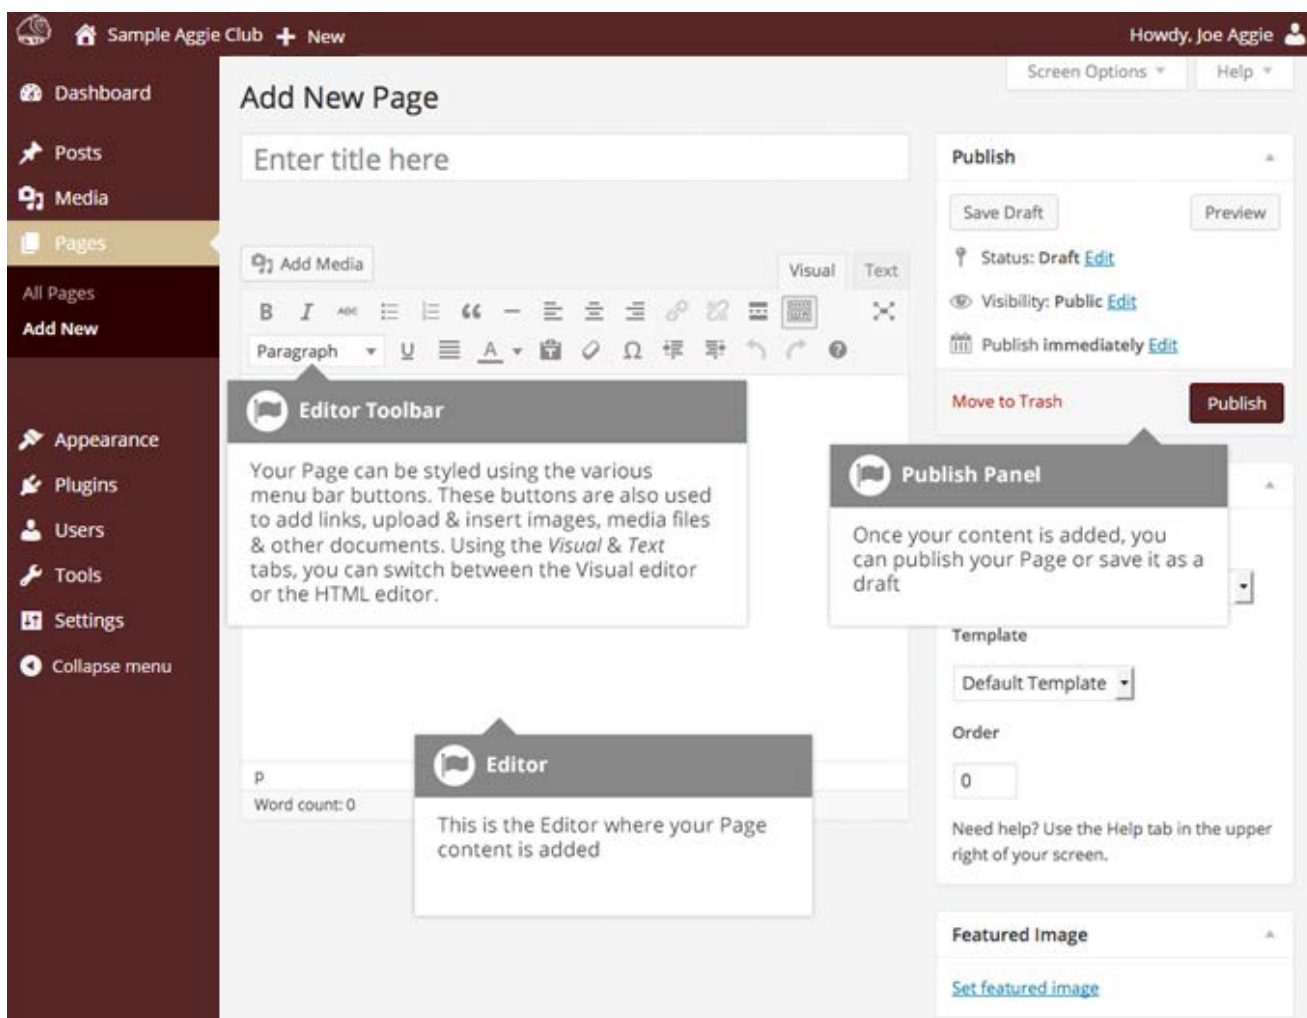 Sample Aggie Club + New
Howdy, Joe Aggie
Screen Options
Help
Dashboard
Posts
Media
Pages
All Pages
Add New
Appearance
Plugins
Users
Tools
Settings
Collapse menu
Add New Page
Enter title here
Add Media
Visual
Text
B I ABC
Paragraph U A Ω
Editor Toolbar
Your Page can be styled using the various
menu bar buttons. These buttons are also used
to add links, upload & insert images, media files
& other documents. Using the Visual & Text
tabs, you can switch between the Visual editor
or the HTML editor.
p
Word count: 0
Editor
This is the Editor where your Page
content is added
Publish
Save Draft
Preview
Status: Draft Edit
Visibility: Public Edit
Publish immediately Edit
Move to Trash
Publish
Publish Panel
Once your content is added, you
can publish your Page or save it as a
draft
Template
Default Template
Order
0
Need help? Use the Help tab in the upper
right of your screen.
Featured Image
Set featured image